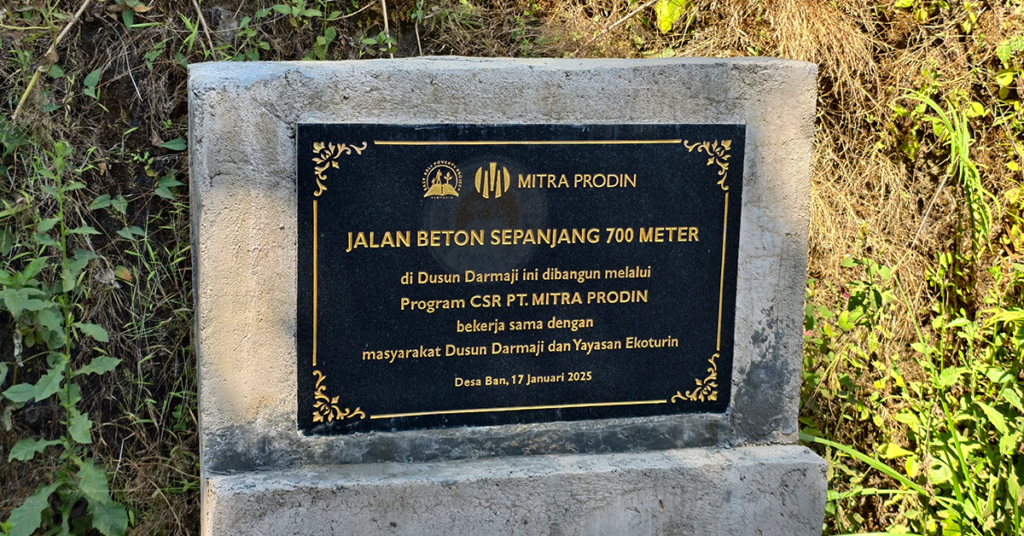 MITRA PRODIN
JALAN BETON SEPANJANG 700 METER
di Dusun Darmaji ini dibangun melalui
Program CSR PT. MITRA PRODIN
bekerja sama dengan
masyarakat Dusun Darmaji dan Yayasan Ekoturin
Desa Ban, 17 Januari 2025